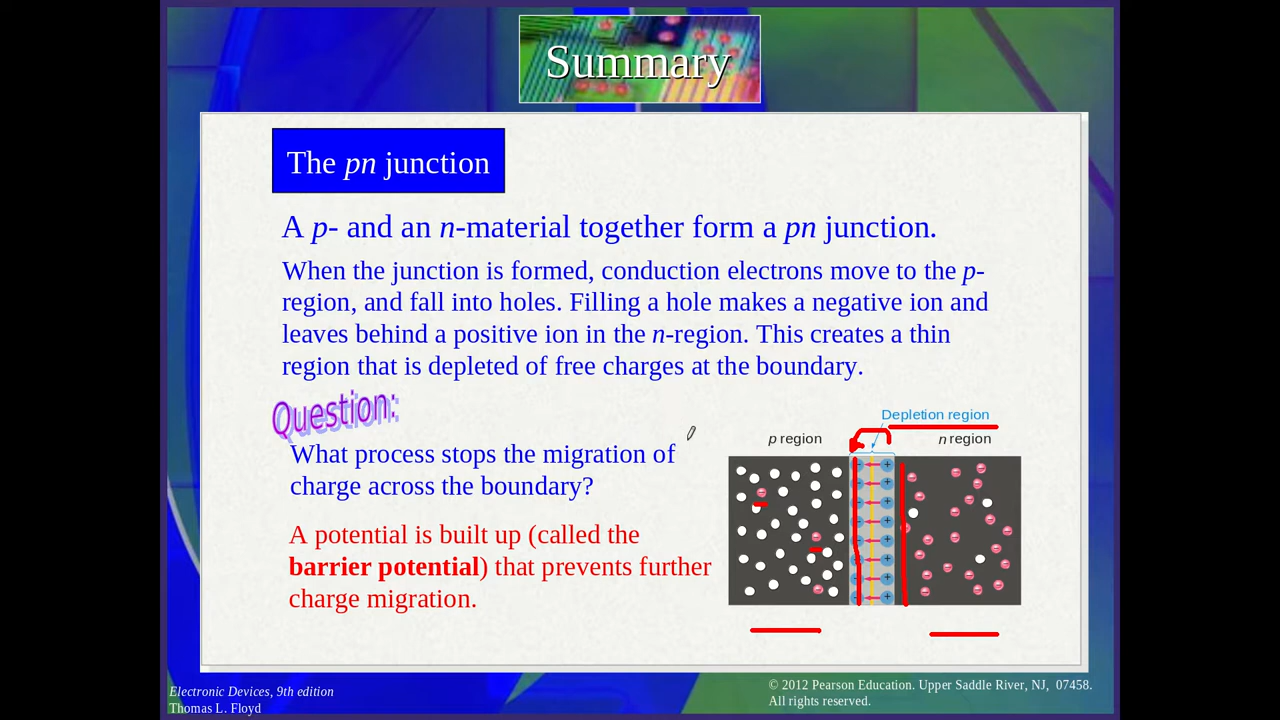 Summary
The pn junction
A p- and an n-material together form a pn junction.
When the junction is formed, conduction electrons move to the p-
region, and fall into holes. Filling a hole makes a negative ion and
leaves behind a positive ion in the n-region. This creates a thin
region that is depleted of free charges at the boundary.
Question:
What process stops the migration of
charge across the boundary?
A potential is built up (called the
barrier potential) that prevents further
charge migration.
Depletion region
p region
n region
Electronic Devices, 9th edition
Thomas L. Floyd
© 2012 Pearson Education. Upper Saddle River, NJ, 07458.
All rights reserved.